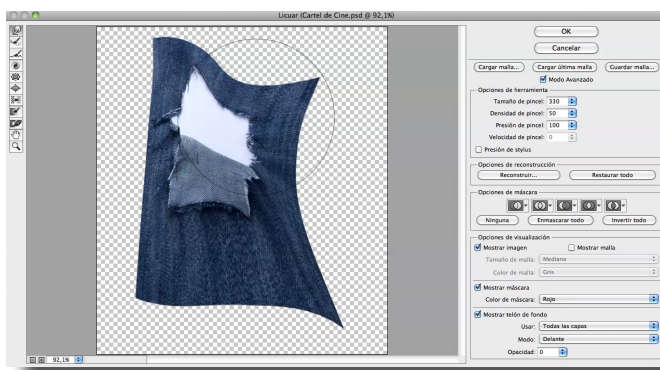 Licuar (Cartel de Cine.psd @ 92,1%)
OK
Cancelar
Cargar malla...
Cargar última malla
Guardar malla...
Modo Avanzado
Opciones de herramienta
Tamaño de pincel: 330
Densidad de pincel: 50
Presión de pincel: 100
Velocidad de pincel: 0
Presión de stylus
Opciones de reconstrucción
Reconstruir...
Restaurar todo
Opciones de máscara
Ninguna
Enmascarar todo
Invertir todo
Opciones de visualización
Mostrar imagen
Mostrar malla
Tamaño de malla: Mediana
Color de malla: Gris
Mostrar máscara
Color de máscara: Rojo
Mostrar telón de fondo
Usar: Todas las capas
Modo: Delante
Opacidad: 0
92,1%